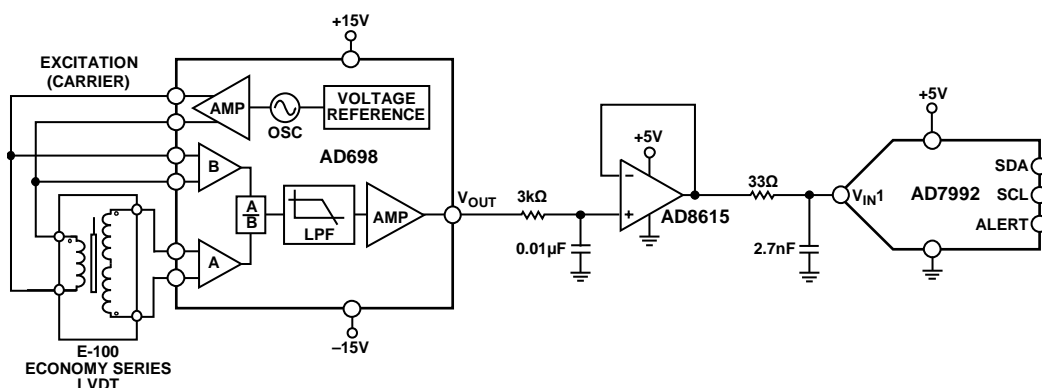 +15V
EXCITATION
(CARRIER)
AMP
OSC
VOLTAGE
REFERENCE
AD698
B
A
B
LPF
AMP
A
VOUT
–15V
E-100
ECONOMY SERIES
LVDT
3kΩ
0.01µF
+5V
–
+
AD8615
33Ω
2.7nF
+5V
VIN1
AD7992
SDA
SCL
ALERT